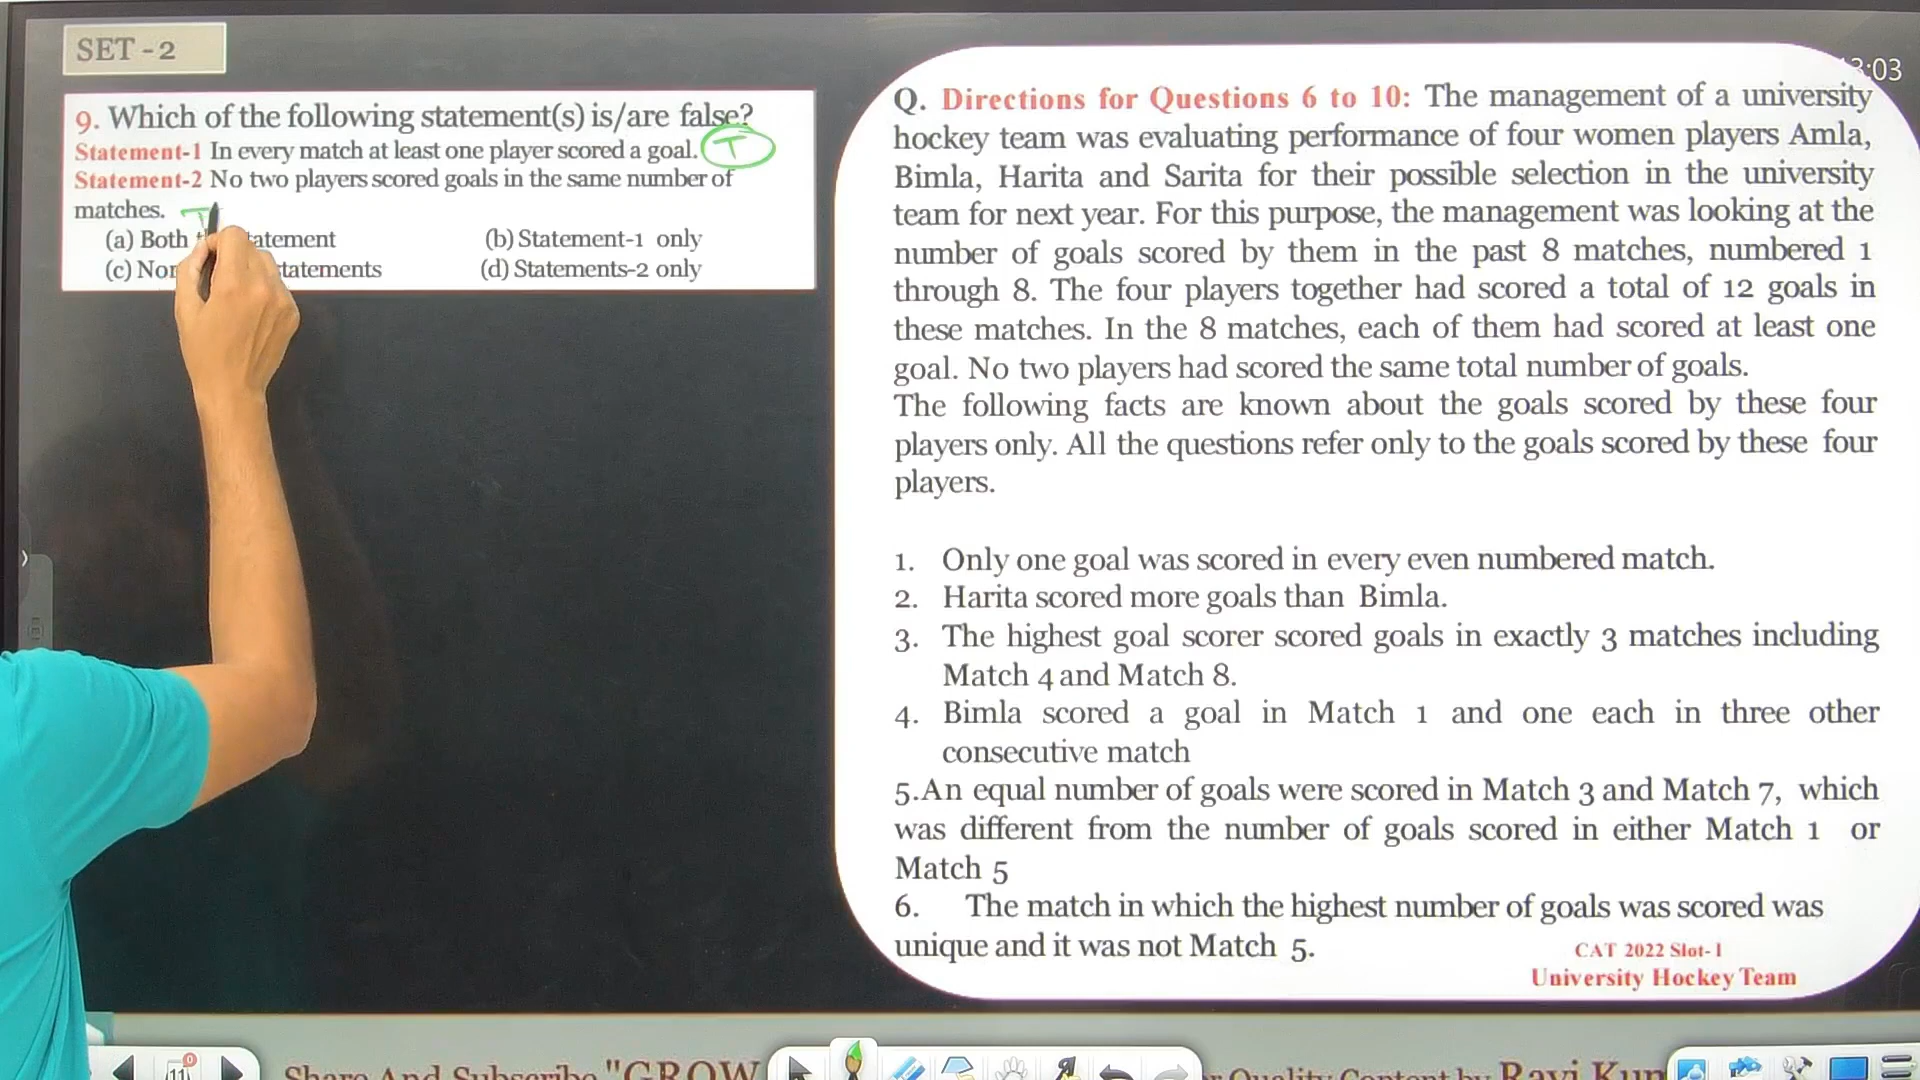 SET - 2
:03
9. Which of the following statement(s) is/are false?
Statement-1 In every match at least one player scored a goal. T
Statement-2 No two players scored goals in the same number of
matches. T
(a) Both atement (b) Statement-1 only
(c) Nor tatements (d) Statements-2 only
Q. Directions for Questions 6 to 10: The management of a university
hockey team was evaluating performance of four women players Amla,
Bimla, Harita and Sarita for their possible selection in the university
team for next year. For this purpose, the management was looking at the
number of goals scored by them in the past 8 matches, numbered 1
through 8. The four players together had scored a total of 12 goals in
these matches. In the 8 matches, each of them had scored at least one
goal. No two players had scored the same total number of goals.
The following facts are known about the goals scored by these four
players only. All the questions refer only to the goals scored by these four
players.
1. Only one goal was scored in every even numbered match.
2. Harita scored more goals than Bimla.
3. The highest goal scorer scored goals in exactly 3 matches including
Match 4 and Match 8.
4. Bimla scored a goal in Match 1 and one each in three other
consecutive match
5.An equal number of goals were scored in Match 3 and Match 7, which
was different from the number of goals scored in either Match 1 or
Match 5
6. The match in which the highest number of goals was scored was
unique and it was not Match 5.
CAT 2022 Slot- I
University Hockey Team
11 0
Share And Subscribe "GROW Quality Content by Ravi Kum